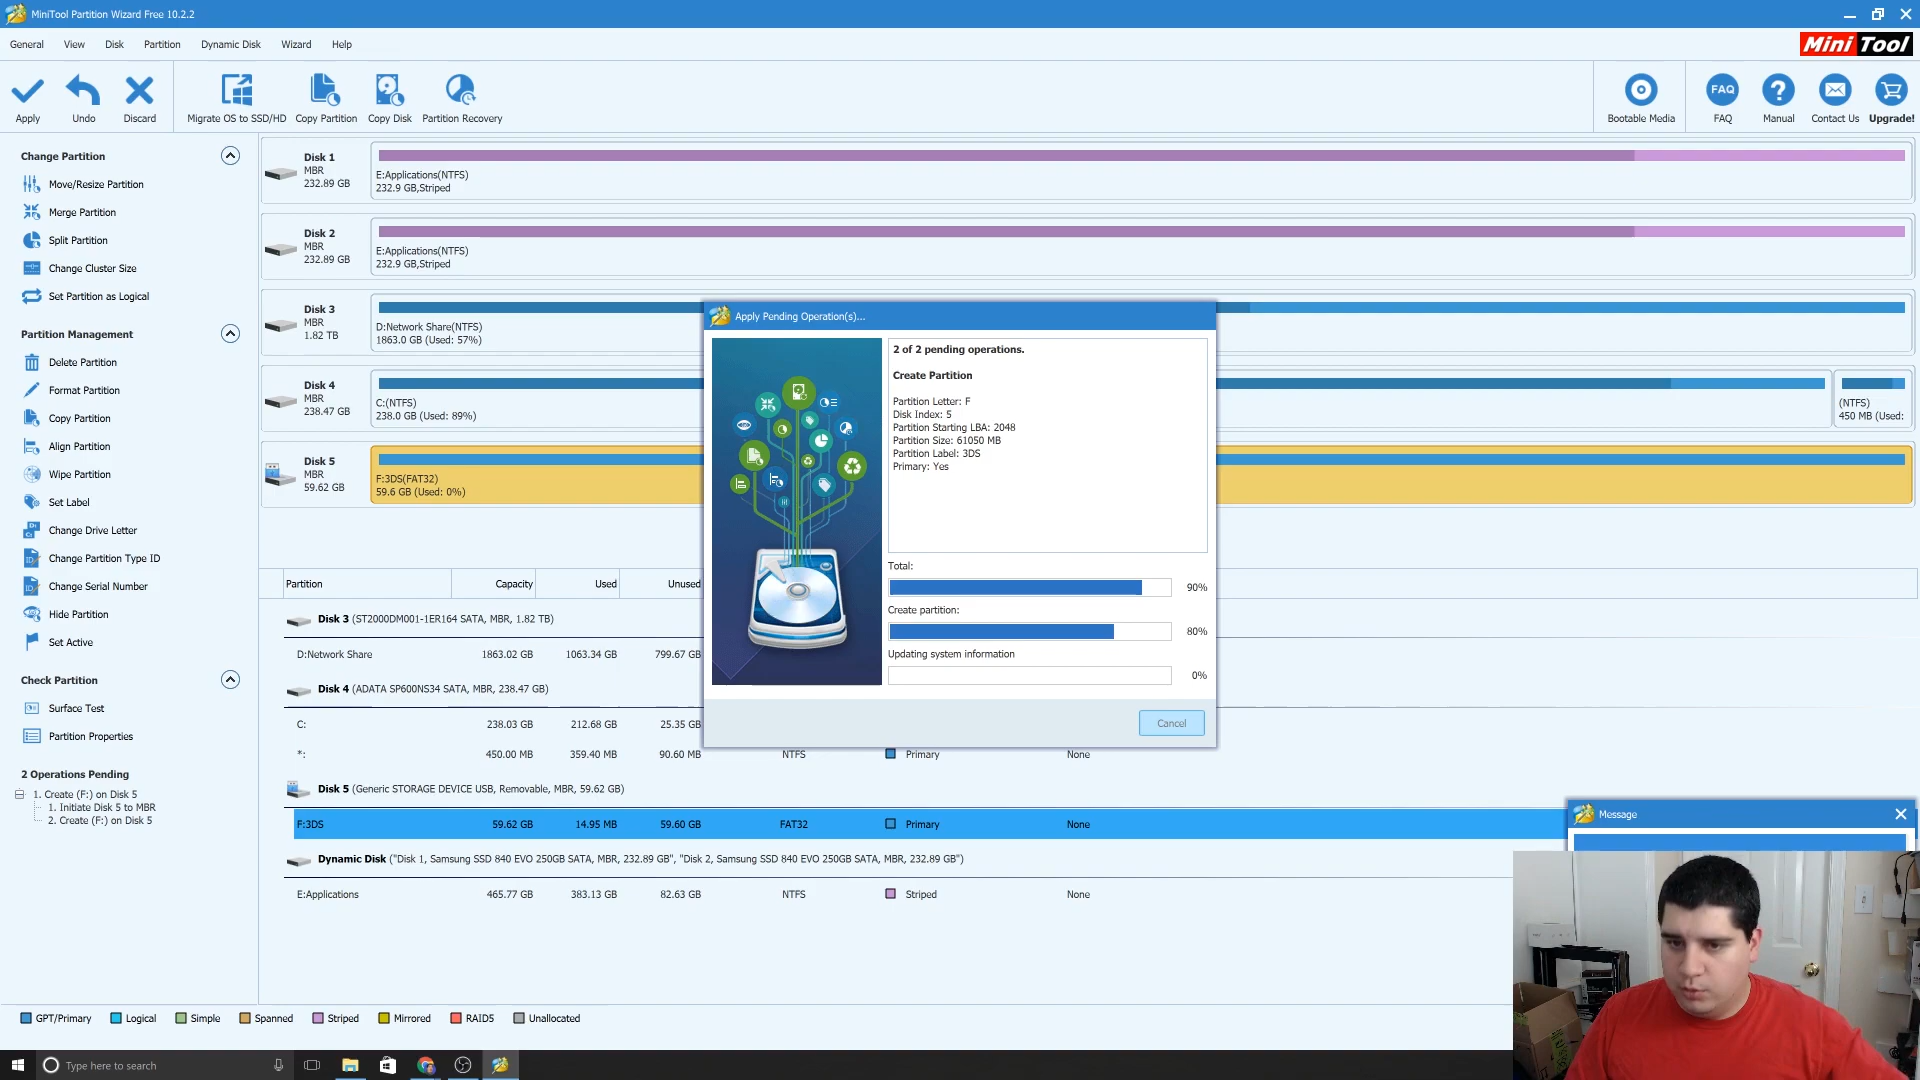 MiniTool Partition Wizard Free 10.2.2
General View Disk Partition Dynamic Disk Wizard Help
Mini Tool
Apply Undo Discard Migrate OS to SSD/HD Copy Partition Copy Disk Partition Recovery
Bootable Media FAQ FAQ Manual Contact Us Upgrade!
Change Partition
Move/Resize Partition
Merge Partition
Split Partition
Change Cluster Size
Set Partition as Logical
Partition Management
Delete Partition
Format Partition
Copy Partition
Align Partition
Wipe Partition
Set Label
Change Drive Letter
Change Partition Type ID
Change Serial Number
Hide Partition
Set Active
Check Partition
Surface Test
Partition Properties
2 Operations Pending
1. Create (F:) on Disk 5
1. Initiate Disk 5 to MBR
2. Create (F:) on Disk 5
Disk 1
MBR
232.89 GB
E:Applications(NTFS)
232.9 GB,Striped
Disk 2
MBR
232.89 GB
E:Applications(NTFS)
232.9 GB,Striped
Disk 3
MBR
1.82 TB
D:Network Share(NTFS)
1863.0 GB (Used: 57%)
Disk 4
MBR
238.47 GB
C:(NTFS)
238.0 GB (Used: 89%)
(NTFS)
450 MB (Used:
Disk 5
MBR
59.62 GB
F:3DS(FAT32)
59.6 GB (Used: 0%)
Apply Pending Operation(s)...
2 of 2 pending operations.
Create Partition
Partition Letter: F
Disk Index: 5
Partition Starting LBA: 2048
Partition Size: 61050 MB
Partition Label: 3DS
Primary: Yes
Total:
90%
Create partition:
80%
Updating system information
0%
Cancel
Partition Capacity Used Unused
Disk 3 (ST2000DM001-1ER164 SATA, MBR, 1.82 TB)
D:Network Share 1863.02 GB 1063.34 GB 799.67 GB
Disk 4 (ADATA SP600NS34 SATA, MBR, 238.47 GB)
C: 238.03 GB 212.68 GB 25.35 GB
*: 450.00 MB 359.40 MB 90.60 MB NTFS Primary None
Disk 5 (Generic STORAGE DEVICE USB, Removable, MBR, 59.62 GB)
F:3DS 59.62 GB 14.95 MB 59.60 GB FAT32 Primary None
Dynamic Disk ("Disk 1, Samsung SSD 840 EVO 250GB SATA, MBR, 232.89 GB", "Disk 2, Samsung SSD 840 EVO 250GB SATA, MBR, 232.89 GB")
E:Applications 465.77 GB 383.13 GB 82.63 GB NTFS Striped None
Message
GPT/Primary Logical Simple Spanned Striped Mirrored RAID5 Unallocated
Type here to search